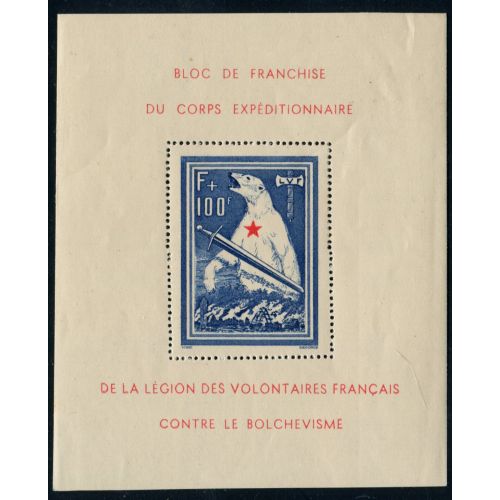 BLOC DE FRANCHISE
DU CORPS EXPÉDITIONNAIRE
F+
100F
LVF
DE LA LÉGION DES VOLONTAIRES FRANÇAIS
CONTRE LE BOLCHEVISME